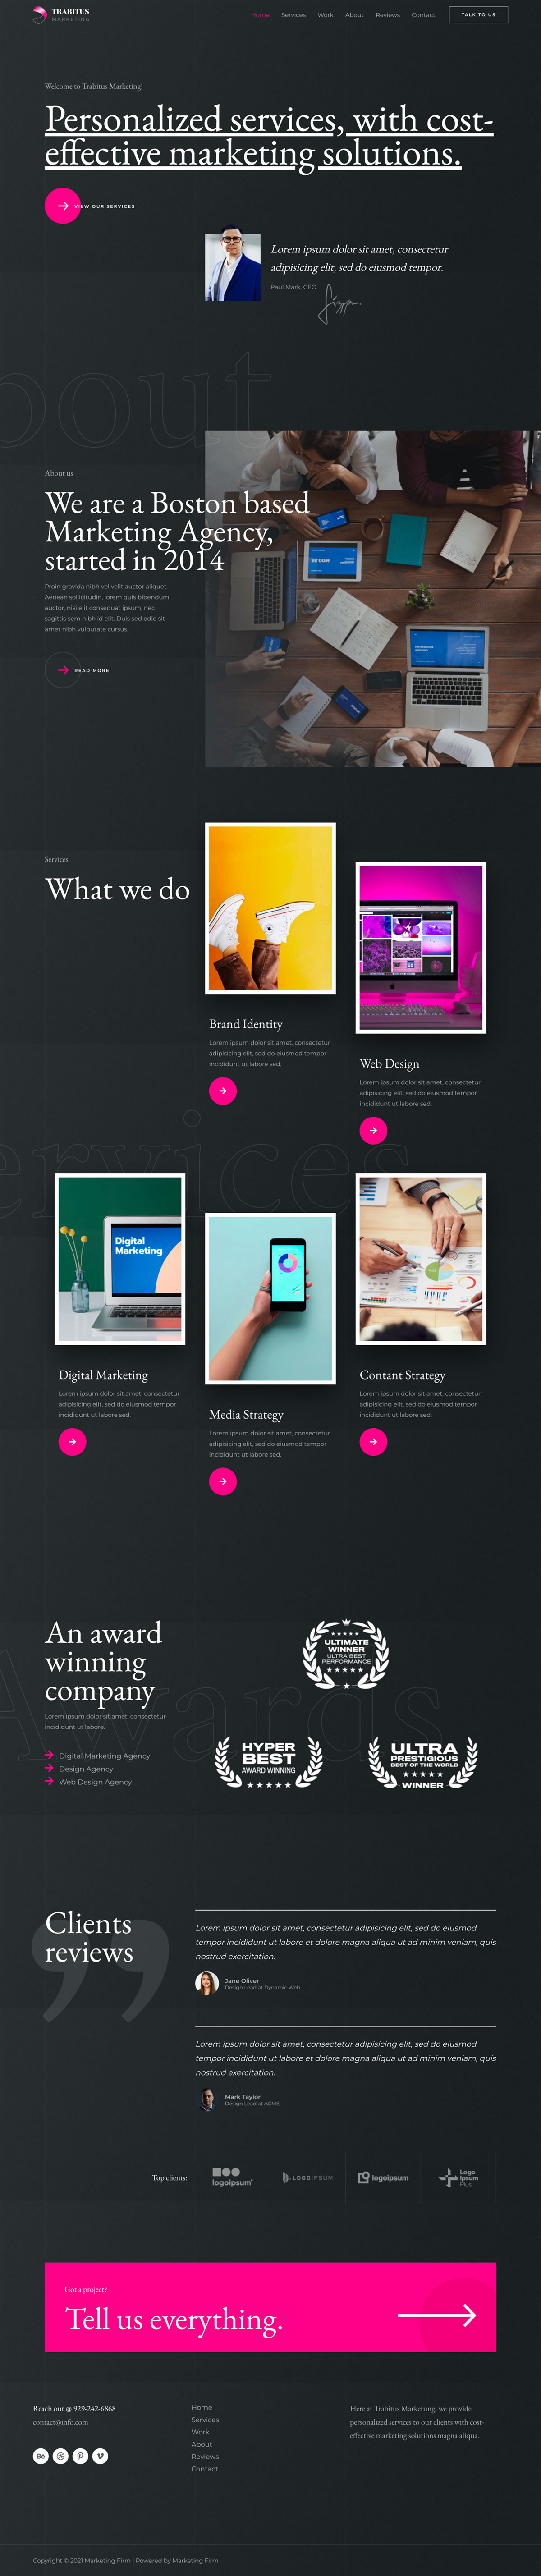 TRABITUS
MARKETING
Home Services Work About Reviews Contact TALK TO US
Welcome to Trabitus Marketing!
Personalized services, with cost-
effective marketing solutions.
VIEW OUR SERVICES
Lorem ipsum dolor sit amet, consectetur
adipisicing elit, sed do eiusmod tempor.
Paul Mark, CEO
bout
About us
We are a Boston based
Marketing Agency,
started in 2014
Proin gravida nibh vel velit auctor aliquet.
Aenean sollicitudin, lorem quis bibendum
auctor, nisi elit consequat ipsum, nec
sagittis sem nibh id elit. Duis sed odio sit
amet nibh vulputate cursus.
READ MORE
Services
What we do
Brand Identity
Lorem ipsum dolor sit amet, consectetur
adipisicing elit, sed do eiusmod tempor
incididunt ut labore sed.
Web Design
Lorem ipsum dolor sit amet, consectetur
adipisicing elit, sed do eiusmod tempor
incididunt ut labore sed.
ervices
Digital
Marketing
Digital Marketing
Lorem ipsum dolor sit amet, consectetur
adipisicing elit, sed do eiusmod tempor
incididunt ut labore sed.
Media Strategy
Lorem ipsum dolor sit amet, consectetur
adipisicing elit, sed do eiusmod tempor
incididunt ut labore sed.
Contant Strategy
Lorem ipsum dolor sit amet, consectetur
adipisicing elit, sed do eiusmod tempor
incididunt ut labore sed.
Awards
An award
winning
company
Lorem ipsum dolor sit amet, consectetur
incididunt ut labore.
Digital Marketing Agency
Design Agency
Web Design Agency
ULTIMATE
WINNER
ULTRA BEST
PERFORMANCE
HYPER
BEST
AWARD WINNING
ULTRA
PRESTIGIOUS
BEST OF THE WORLD
WINNER
Clients
reviews
Lorem ipsum dolor sit amet, consectetur adipisicing elit, sed do eiusmod
tempor incididunt ut labore et dolore magna aliqua ut ad minim veniam, quis
nostrud exercitation.
Jane Oliver
Design Lead at Dynamic Web
Lorem ipsum dolor sit amet, consectetur adipisicing elit, sed do eiusmod
tempor incididunt ut labore et dolore magna aliqua ut ad minim veniam, quis
nostrud exercitation.
Mark Taylor
Design Lead at ACME
Top clients:
logoipsum
LOGOIPSUM
logoipsum
Logo
Ipsum
Plus
Got a project?
Tell us everything.
Reach out @ 929-242-6868
contact@info.com
Bē
Home
Services
Work
About
Reviews
Contact
Here at Trabitus Marketung, we provide
personalized services to our clients with cost-
effective marketing solutions magna aliqua.
Copyright © 2021 Marketing Firm | Powered by Marketing Firm